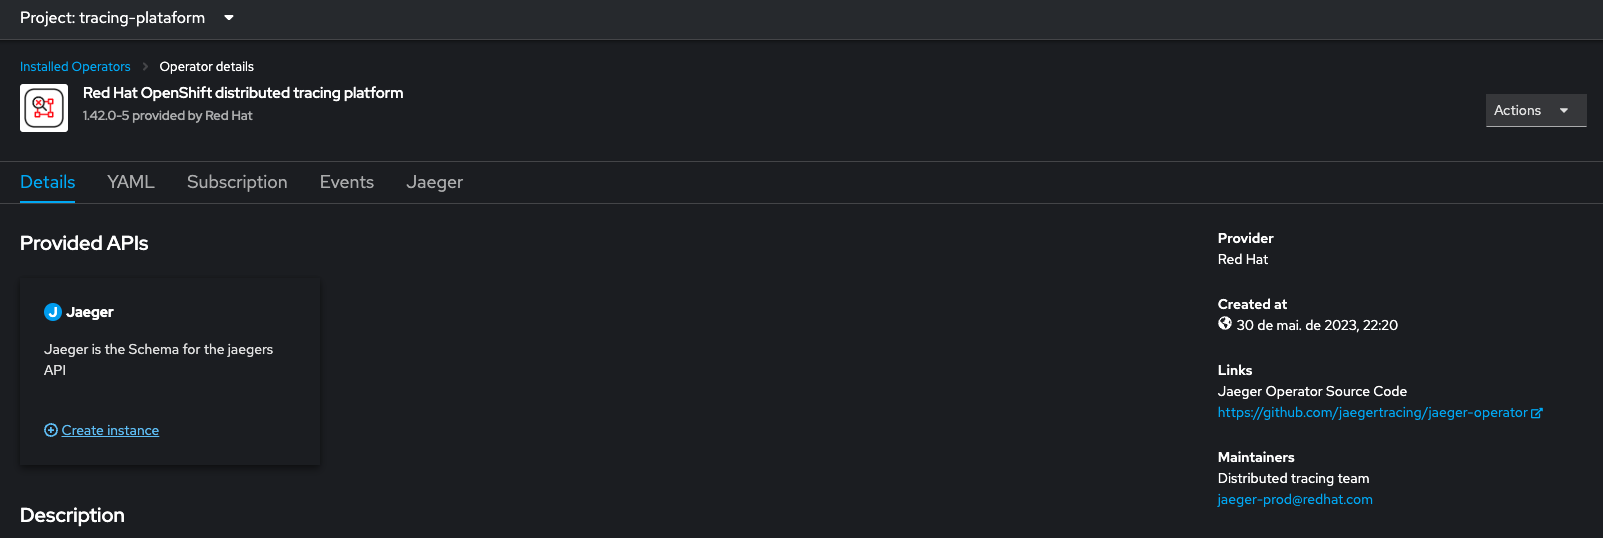 Project: tracing-plataform
Installed Operators > Operator details
Red Hat OpenShift distributed tracing platform
1.42.0-5 provided by Red Hat
Actions
Details YAML Subscription Events Jaeger
Provided APIs
J Jaeger
Jaeger is the Schema for the jaegers
API
Create instance
Description
Provider
Red Hat
Created at
30 de mai. de 2023, 22:20
Links
Jaeger Operator Source Code
https://github.com/jaegertracing/jaeger-operator
Maintainers
Distributed tracing team
jaeger-prod@redhat.com